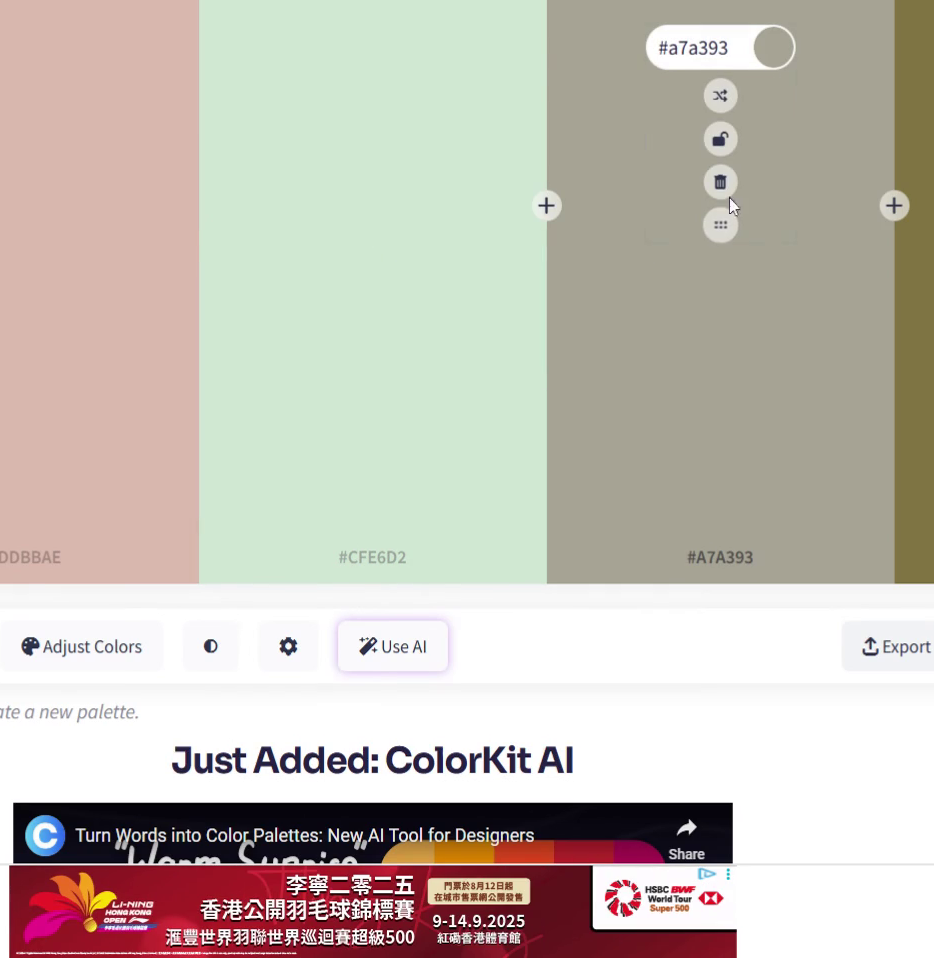 #a7a393
DDBBAE
#CFE6D2
#A7A393
Adjust Colors
Use AI
Export
ate a new palette.
Just Added: ColorKit AI
Turn Words into Color Palettes: New AI Tool for Designers
"Warm Sunrise"
Share
LI-NING
HONG KONG
OPEN
李寧二零二五
香港公開羽毛球錦標賽
滙豐世界羽聯世界巡迴賽超級500
門票於8月12日起
在城市售票網公開發售
9-14.9.2025
紅磡香港體育館
HSBC BWF
World Tour
Super 500